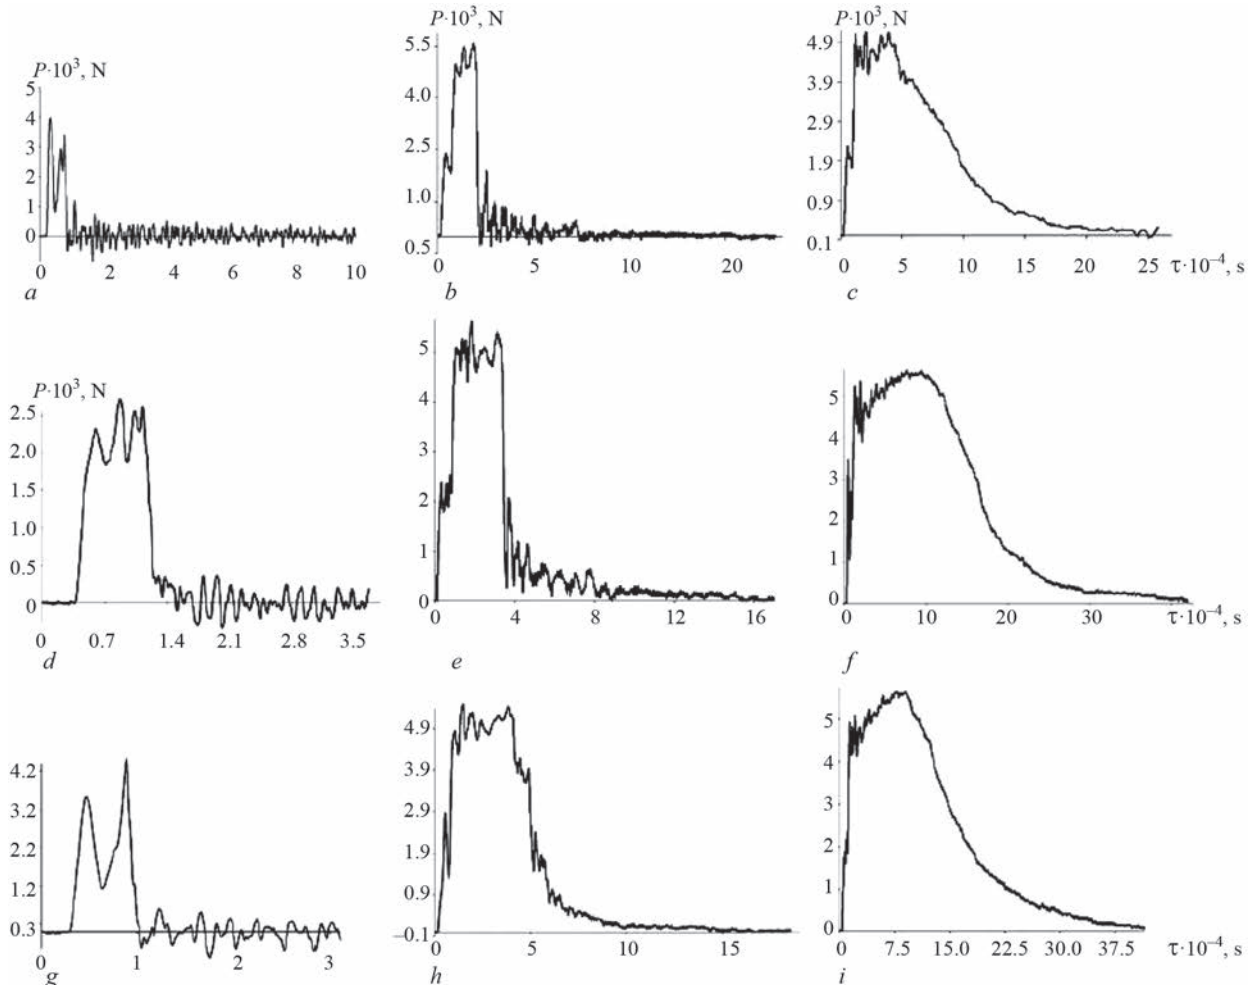 P·10³, N
5
4
3
2
1
0
0 2 4 6 8 10
a
P·10³, N
5.5
4.0
2.5
1.0
0.5
0 5 10 20
b
P·10³, N
4.9
3.9
2.9
1.9
0.9
0.1
0 5 10 15 20 25 τ·10⁻⁴, s
c
P·10³, N
2.5
2.0
1.5
1.0
0.5
0
0 0.7 1.4 2.1 2.8 3.5
d
5
4
3
2
1
0
0 4 8 12 16
e
5
4
3
2
1
0
0 10 20 30 τ·10⁻⁴, s
f
4.2
3.2
2.2
1.2
0.3
0 1 2 3
g
4.9
3.9
2.9
1.9
0.9
–0.1
0 5 10 15
h
5
4
3
2
1
0
0 7.5 15.0 22.5 30.0 37.5 τ·10⁻⁴, s
i